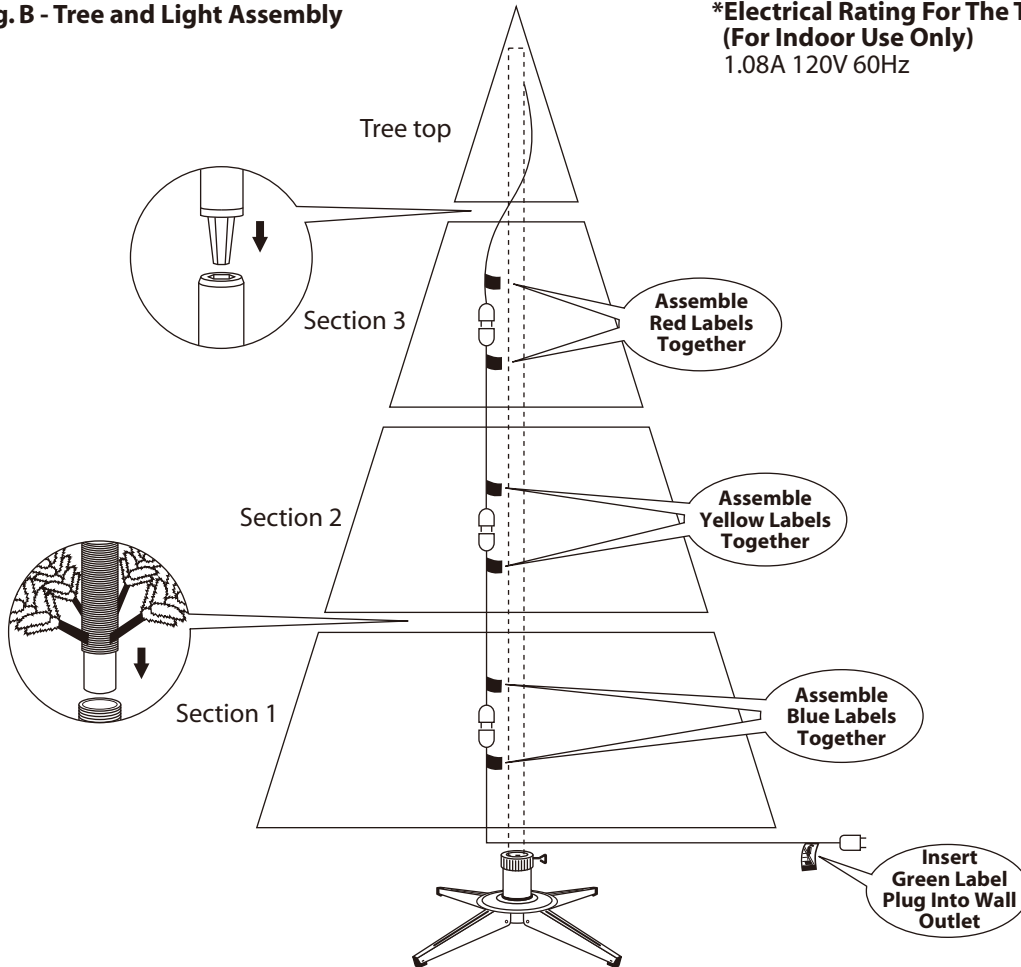 g. B - Tree and Light Assembly
*Electrical Rating For The T
(For Indoor Use Only)
1.08A 120V 60Hz
Tree top
Section 3
Assemble
Red Labels
Together
Section 2
Assemble
Yellow Labels
Together
Section 1
Assemble
Blue Labels
Together
Insert
Green Label
Plug Into Wall
Outlet